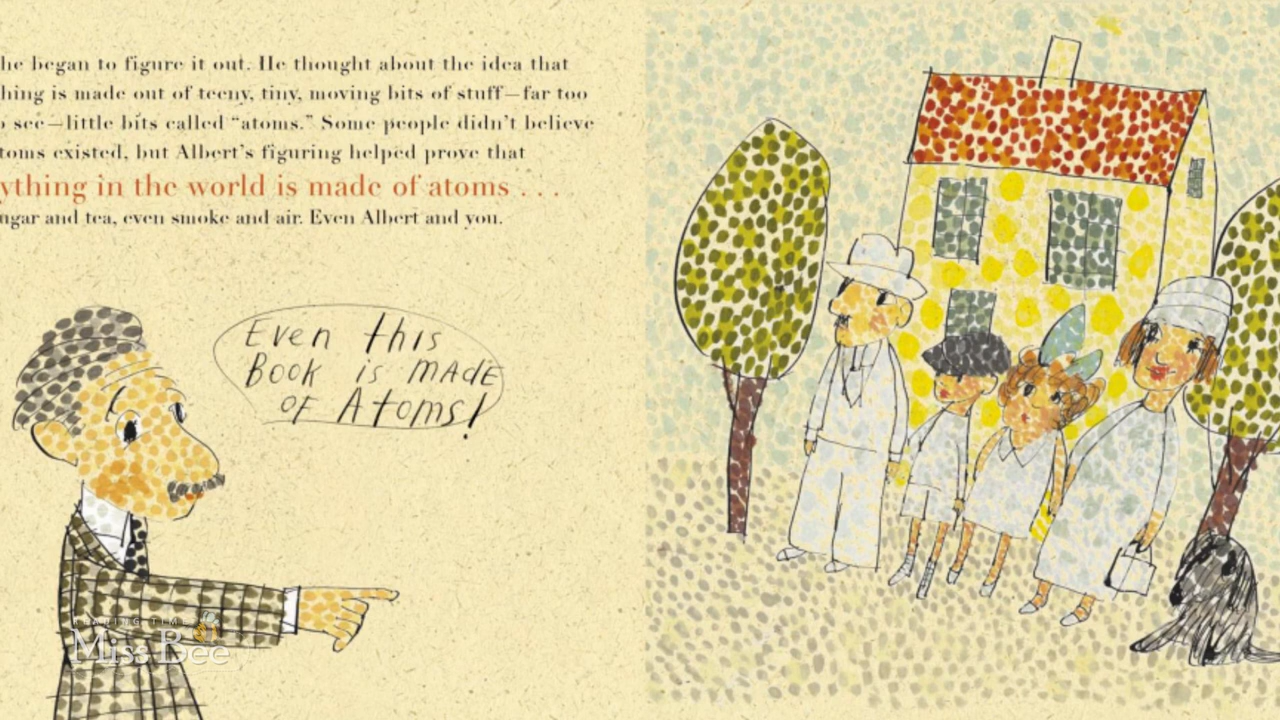 he began to figure it out. He thought about the idea that
hing is made out of teeny, tiny, moving bits of stuff—far too
o see—little bits called “atoms.” Some people didn’t believe
toms existed, but Albert’s figuring helped prove that
ything in the world is made of atoms . . .
ugar and tea, even smoke and air. Even Albert and you.
Even this
Book is made
of Atoms!
READING TIME
Miss Bee